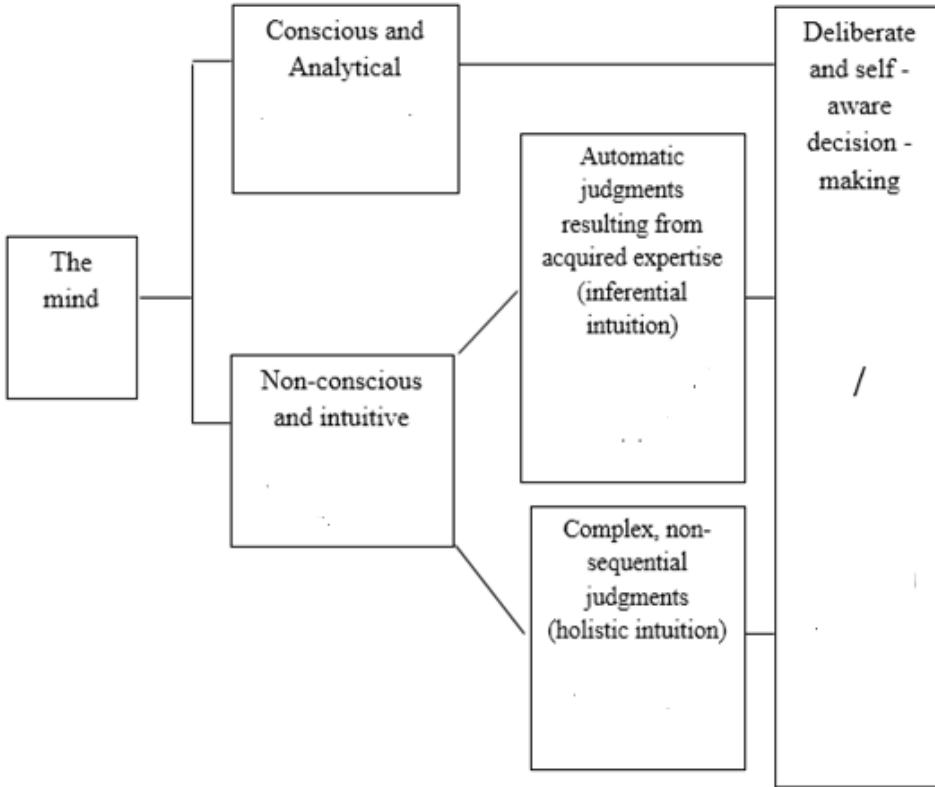 The
mind
Conscious and
Analytical
Non-conscious
and intuitive
Automatic
judgments
resulting from
acquired expertise
(inferential
intuition)
Complex, non-
sequential
judgments
(holistic intuition)
Deliberate
and self -
aware
decision -
making
/